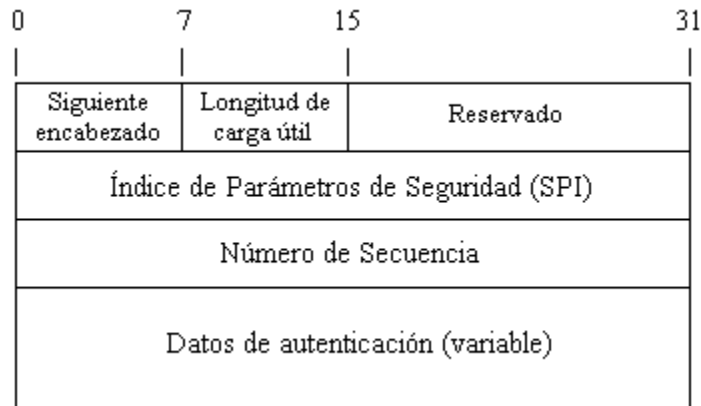 0 7 15 31
Siguiente encabezado
Longitud de carga útil
Reservado
Índice de Parámetros de Seguridad (SPI)
Número de Secuencia
Datos de autenticación (variable)